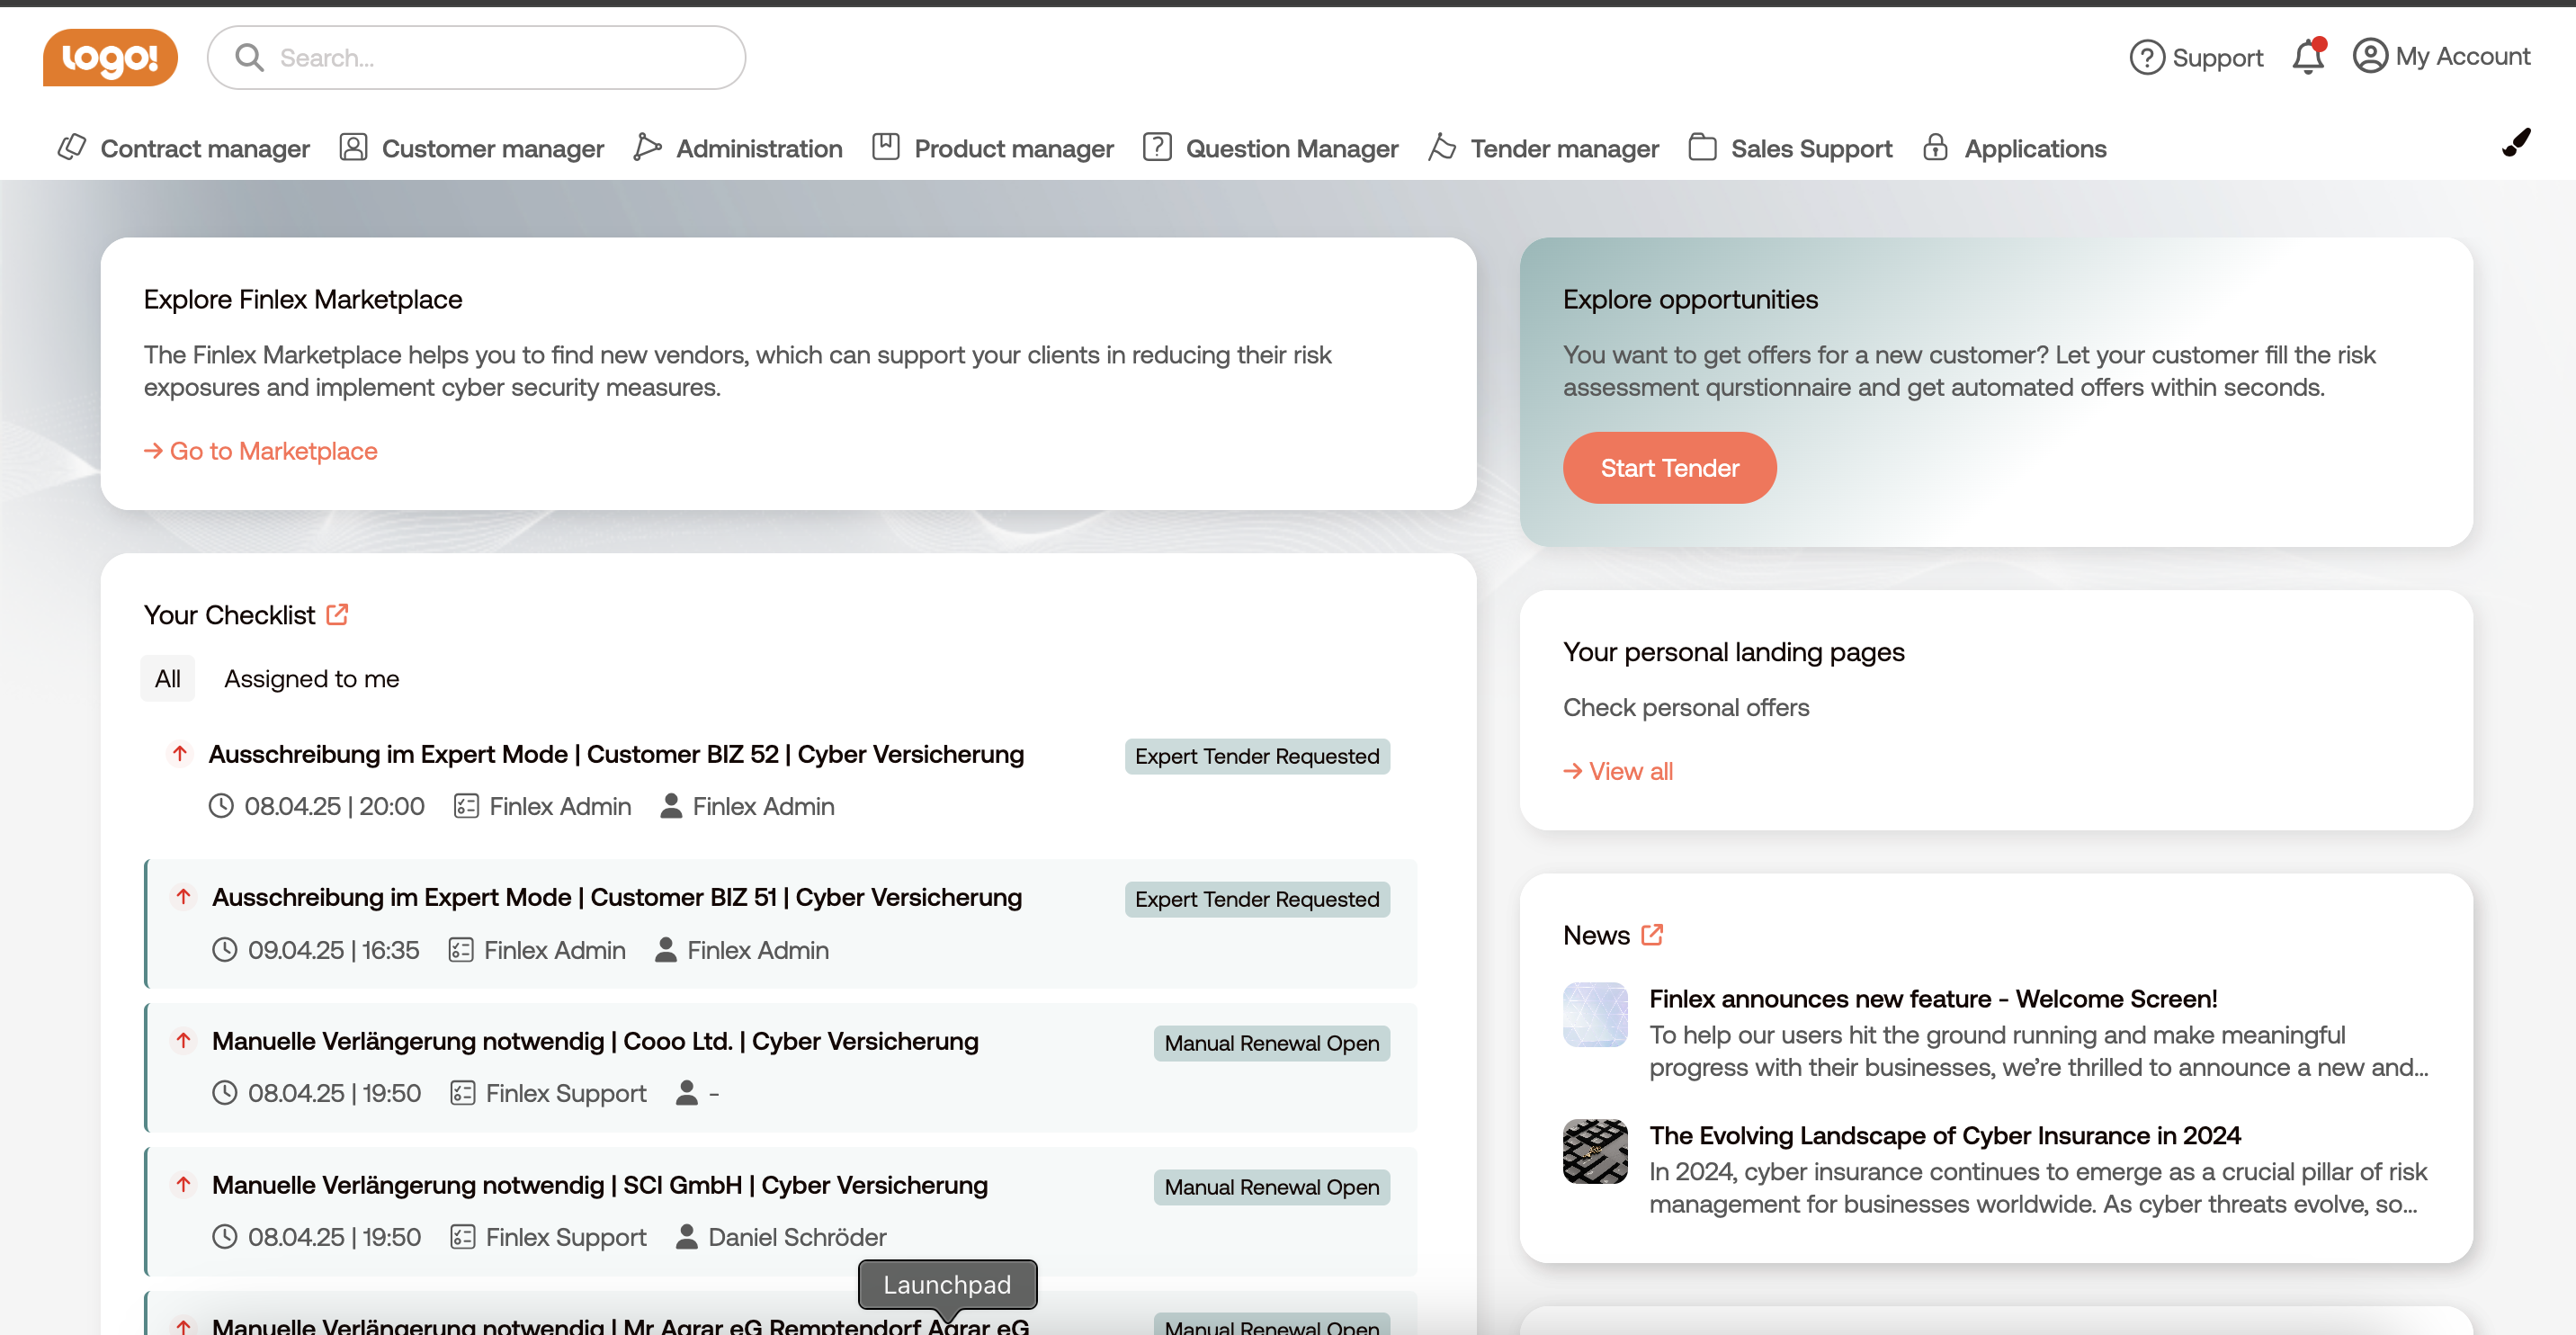 logo!
Search...
Support
My Account
Contract manager
Customer manager
Administration
Product manager
Question Manager
Tender manager
Sales Support
Applications
Explore Finlex Marketplace
The Finlex Marketplace helps you to find new vendors, which can support your clients in reducing their risk
exposures and implement cyber security measures.
→ Go to Marketplace
Explore opportunities
You want to get offers for a new customer? Let your customer fill the risk
assessment qurstionnaire and get automated offers within seconds.
Start Tender
Your Checklist
All
Assigned to me
Ausschreibung im Expert Mode | Customer BIZ 52 | Cyber Versicherung
Expert Tender Requested
08.04.25 | 20:00 Finlex Admin Finlex Admin
Ausschreibung im Expert Mode | Customer BIZ 51 | Cyber Versicherung
Expert Tender Requested
09.04.25 | 16:35 Finlex Admin Finlex Admin
Manuelle Verlängerung notwendig | Cooo Ltd. | Cyber Versicherung
Manual Renewal Open
08.04.25 | 19:50 Finlex Support -
Manuelle Verlängerung notwendig | SCI GmbH | Cyber Versicherung
Manual Renewal Open
08.04.25 | 19:50 Finlex Support Daniel Schröder
Launchpad
Manuelle Verlängerung notwendig | Mr Agrar eG Remptendorf Agrar eG
Manual Renewal Open
Your personal landing pages
Check personal offers
→ View all
News
Finlex announces new feature - Welcome Screen!
To help our users hit the ground running and make meaningful
progress with their businesses, we’re thrilled to announce a new and...
The Evolving Landscape of Cyber Insurance in 2024
In 2024, cyber insurance continues to emerge as a crucial pillar of risk
management for businesses worldwide. As cyber threats evolve, so...